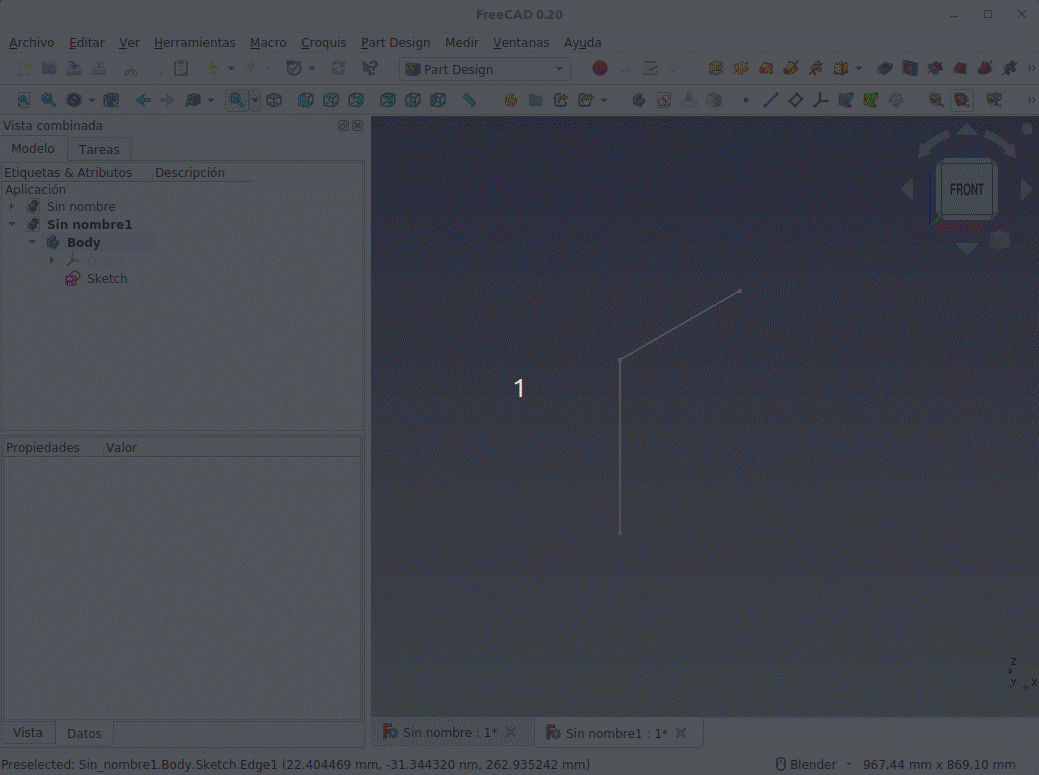 FreeCAD 0.20
Archivo Editar Ver Herramientas Macro Croquis Part Design Medir Ventanas Ayuda
Part Design
Vista combinada
Modelo Tareas
Etiquetas & Atributos Descripción
Aplicación
Sin nombre
Sin nombre1
Body
Origin
Sketch
FRONT
1
Propiedades Valor
Z
Y X
Vista Datos
Sin nombre : 1* Sin nombre1 : 1*
Preselected: Sin_nombre1.Body.Sketch.Edge1 (22.404469 mm, -31.344320 nm, 262.935242 mm) Blender 967,44 mm x 869,10 mm